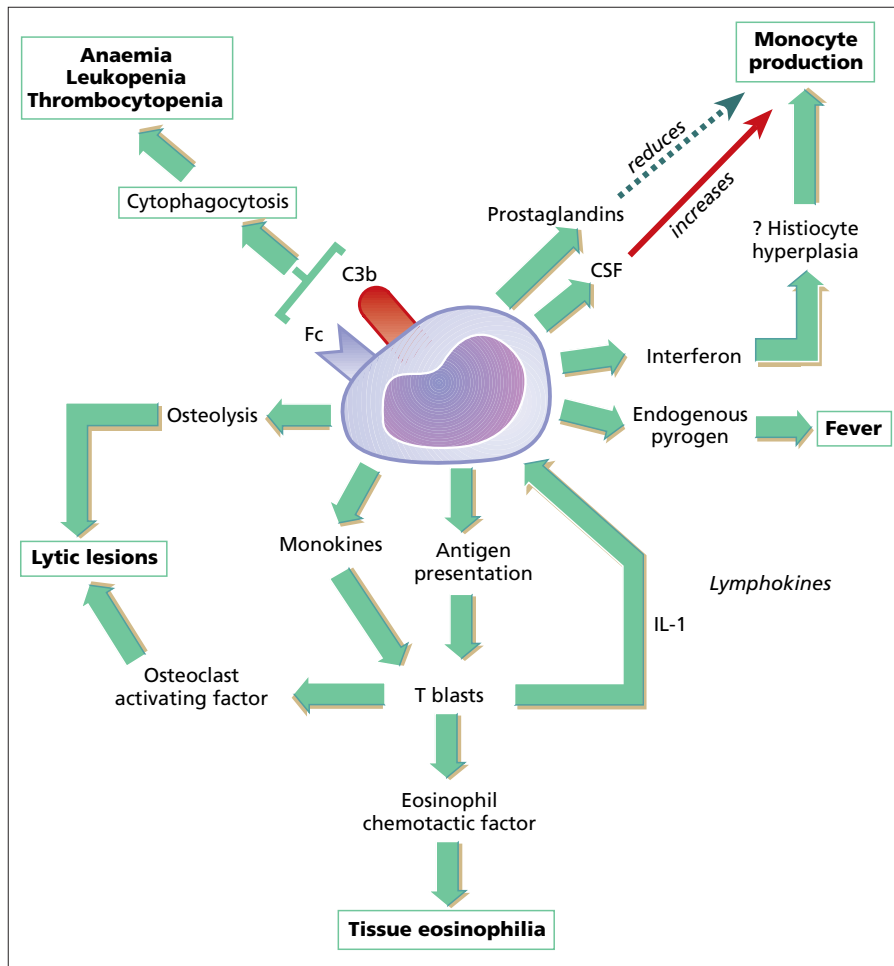 Anaemia
Leukopenia
Thrombocytopenia
Monocyte
production
reduces
increases
Cytophagocytosis
Prostaglandins
? Histiocyte
hyperplasia
C3b
CSF
Fc
Interferon
Osteolysis
Endogenous
pyrogen
Fever
Monokines
Antigen
presentation
Lytic lesions
Lymphokines
IL-1
Osteoclast
activating factor
T blasts
Eosinophil
chemotactic factor
Tissue eosinophilia